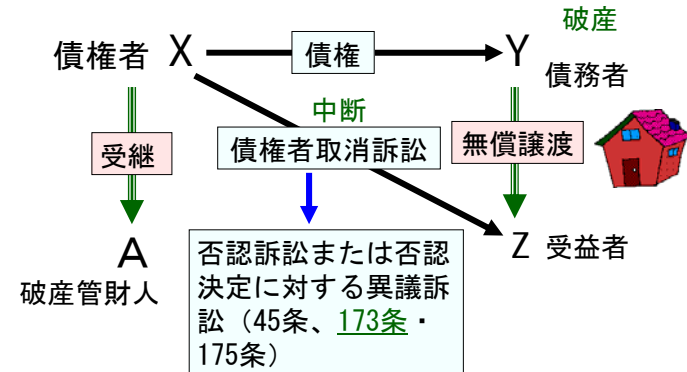 破産
債権者 X 債権 Y
債務者
中断
受継 債権者取消訴訟 無償譲渡
A
破産管財人
Z 受益者
否認訴訟または否認
決定に対する異議訴
訟（45条、173条・
175条）